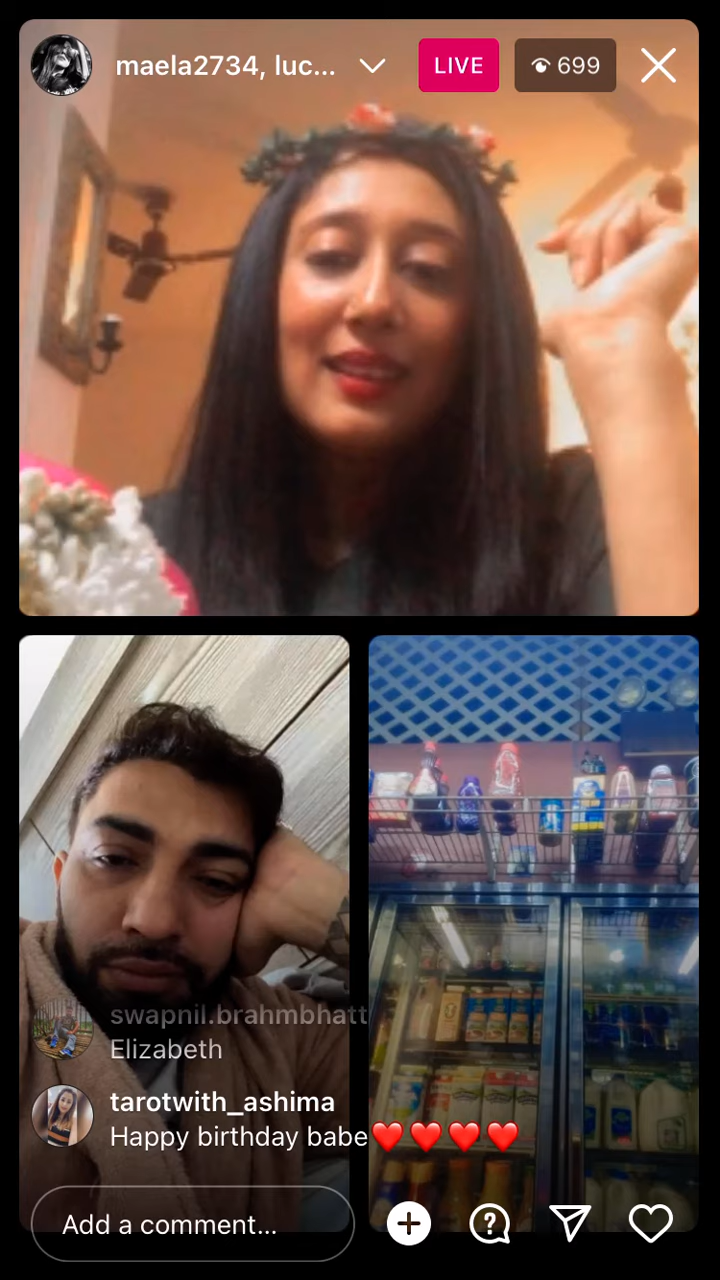 maela2734, luc...
LIVE
699
swapnil.brahmbhatt
Elizabeth
tarotwith_ashima
Happy birthday babe❤️❤️❤️❤️
Add a comment...